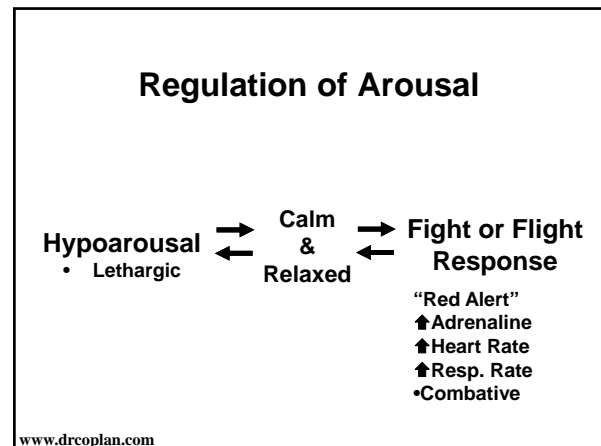 Regulation of Arousal
Hypoarousal
• Lethargic
Calm
&
Relaxed
Fight or Flight
Response
“Red Alert”
🡅Adrenaline
🡅Heart Rate
🡅Resp. Rate
•Combative
www.drcoplan.com